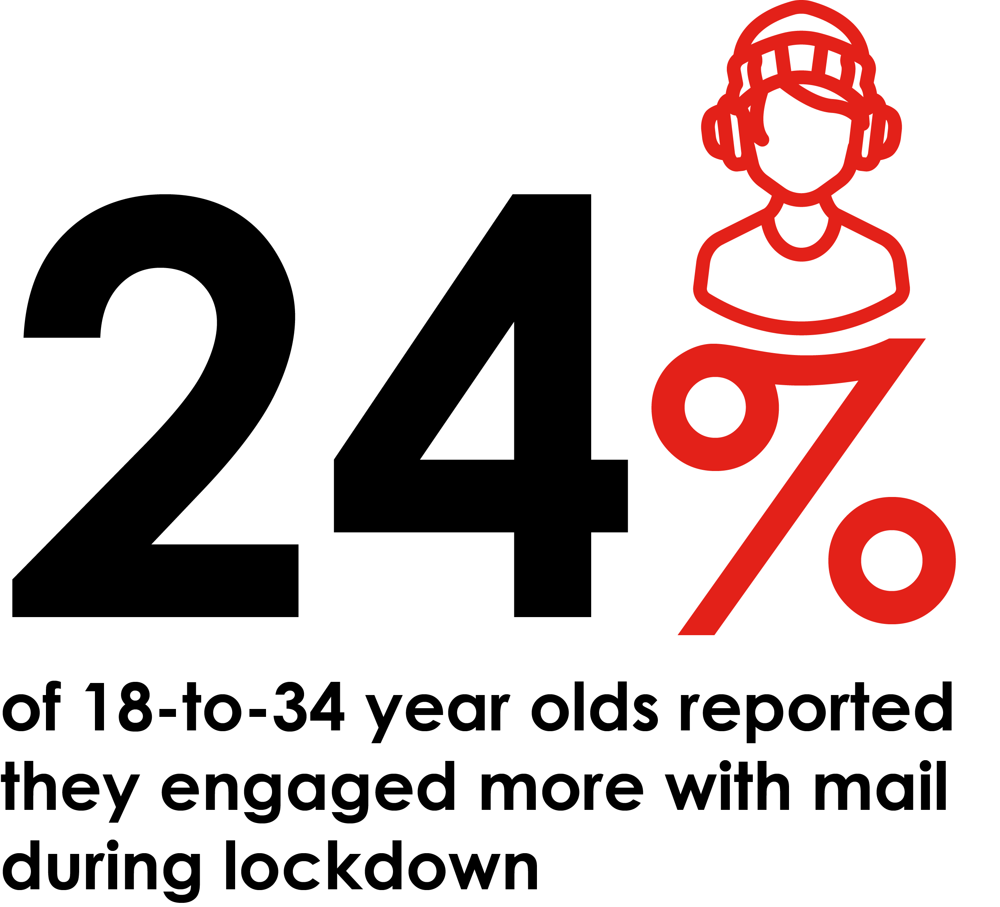 24%
of 18-to-34 year olds reported
they engaged more with mail
during lockdown